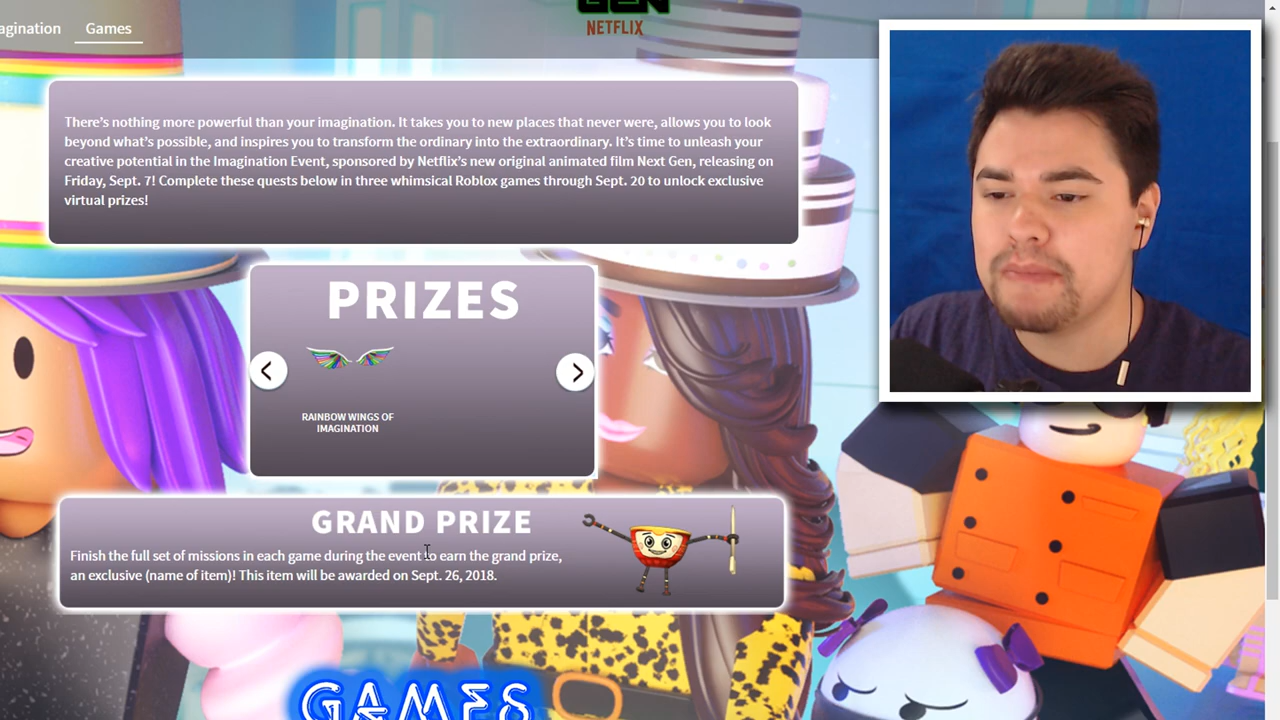 agination Games
GEN
NETFLIX
There's nothing more powerful than your imagination. It takes you to new places that never were, allows you to look
beyond what's possible, and inspires you to transform the ordinary into the extraordinary. It's time to unleash your
creative potential in the Imagination Event, sponsored by Netflix's new original animated film Next Gen, releasing on
Friday, Sept. 7! Complete these quests below in three whimsical Roblox games through Sept. 20 to unlock exclusive
virtual prizes!
PRIZES
RAINBOW WINGS OF
IMAGINATION
GRAND PRIZE
Finish the full set of missions in each game during the event to earn the grand prize,
an exclusive (name of item)! This item will be awarded on Sept. 26, 2018.
GAMES